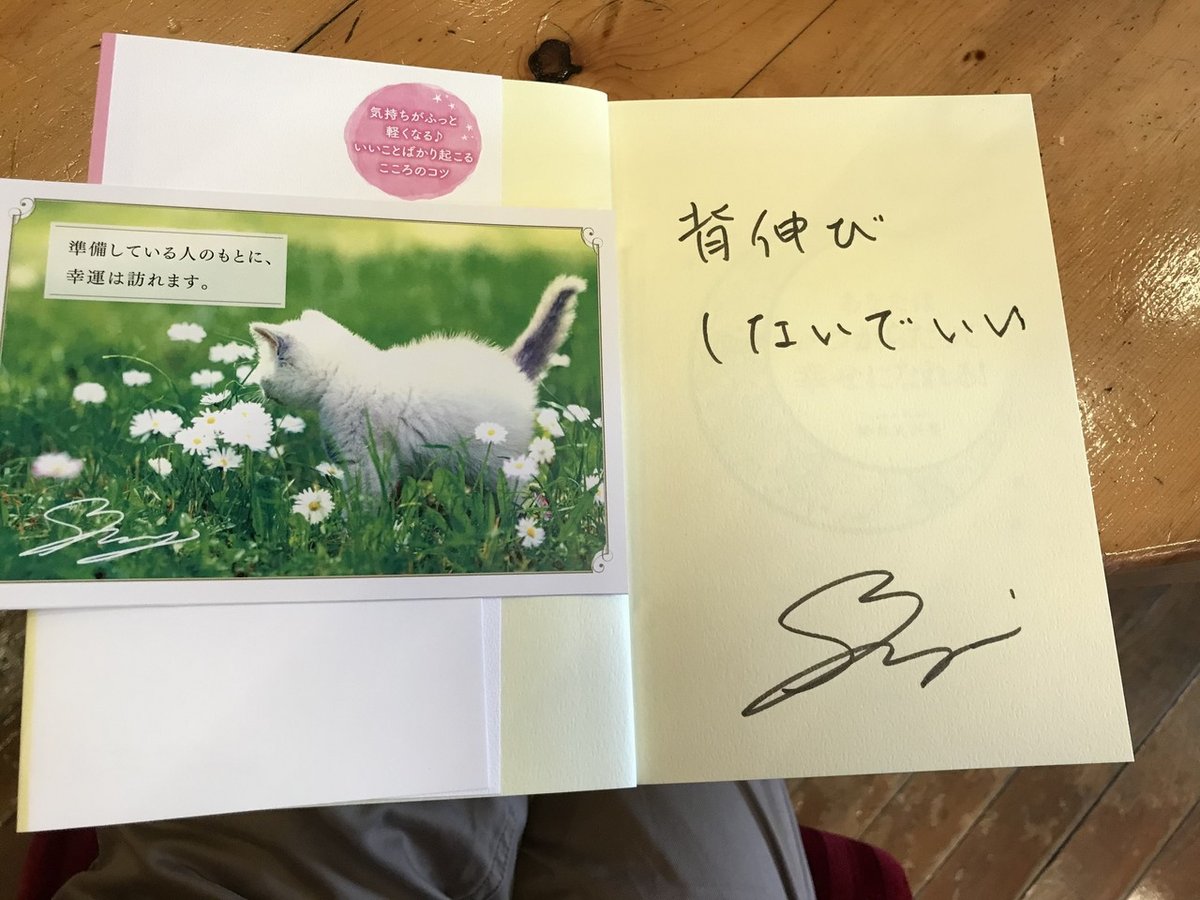 気持ちがふっと
軽くなる♪
いいことばかり起こる
こころのコツ
準備している人のもとに、
幸運は訪れます。
背伸び
しないでいい